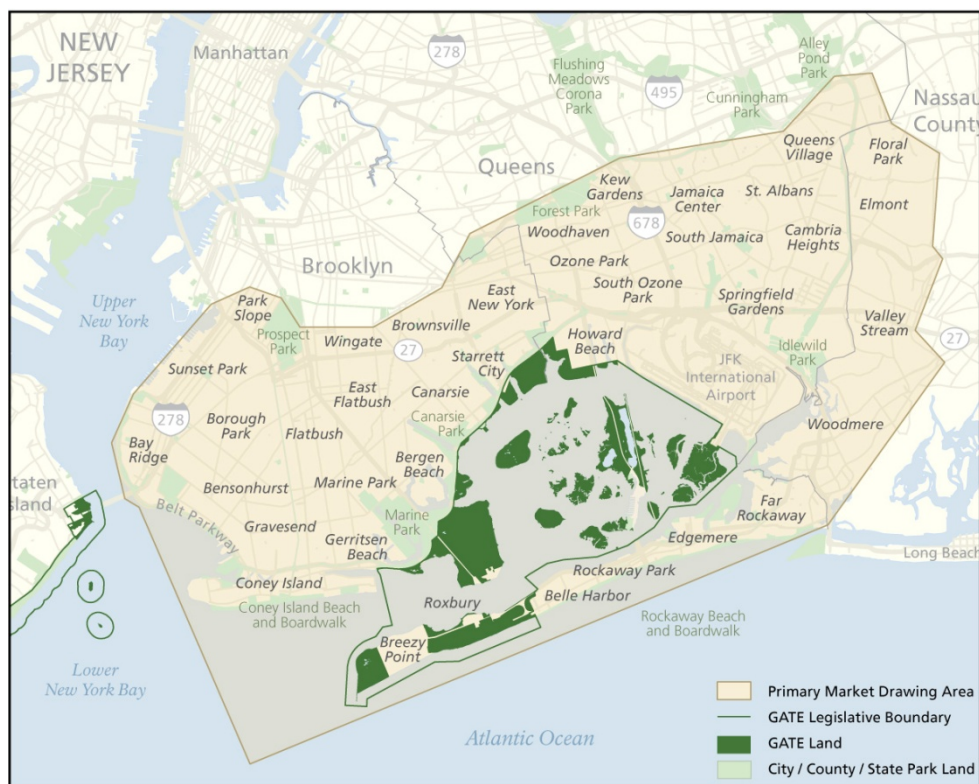 NEW
JERSEY
Manhattan
278
Flushing
Meadows
Corona
Park
495
Alley
Pond
Park
Cunningham
Park
Nassau
County
Queens
Queens
Village
Floral
Park
Kew
Gardens
Jamaica
Center
St. Albans
Elmont
Forest Park
678
Woodhaven
South Jamaica
Cambria
Heights
Brooklyn
Ozone Park
Upper
New York
Bay
Park
Slope
East
New York
South Ozone
Park
Springfield
Gardens
Valley
Stream
27
Prospect
Park
Wingate
Brownsville
27
Howard
Beach
Idlewild
Park
Sunset Park
Starrett
City
JFK
International
Airport
East
Flatbush
Canarsie
278
Borough
Park
Flatbush
Canarsie
Park
Woodmere
Bay
Ridge
Bergen
Beach
Bensonhurst
Marine Park
taten
sland
Belt Parkway
Marine
Park
Far
Rockaway
Gravesend
Gerritsen
Beach
Edgemere
Long Beach
Coney Island
Rockaway Park
Coney Island Beach
and Boardwalk
Roxbury
Belle Harbor
Rockaway Beach
and Boardwalk
Breezy
Point
Lower
New York Bay
Atlantic Ocean
Primary Market Drawing Area
GATE Legislative Boundary
GATE Land
City / County / State Park Land